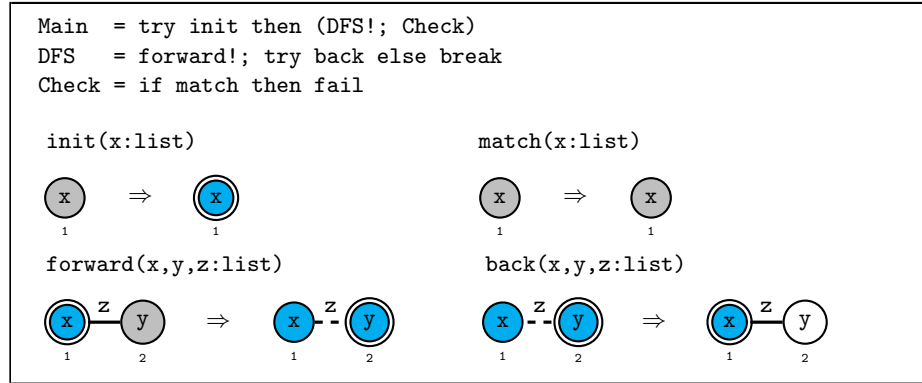 Main = try init then (DFS!; Check)
DFS = forward!; try back else break
Check = if match then fail
init(x:list) match(x:list)
x ⇒ x x ⇒ x
1 1 1 1
forward(x,y,z:list) back(x,y,z:list)
x z y ⇒ x z y x z y ⇒ x z y
1 2 1 2 1 2 1 2